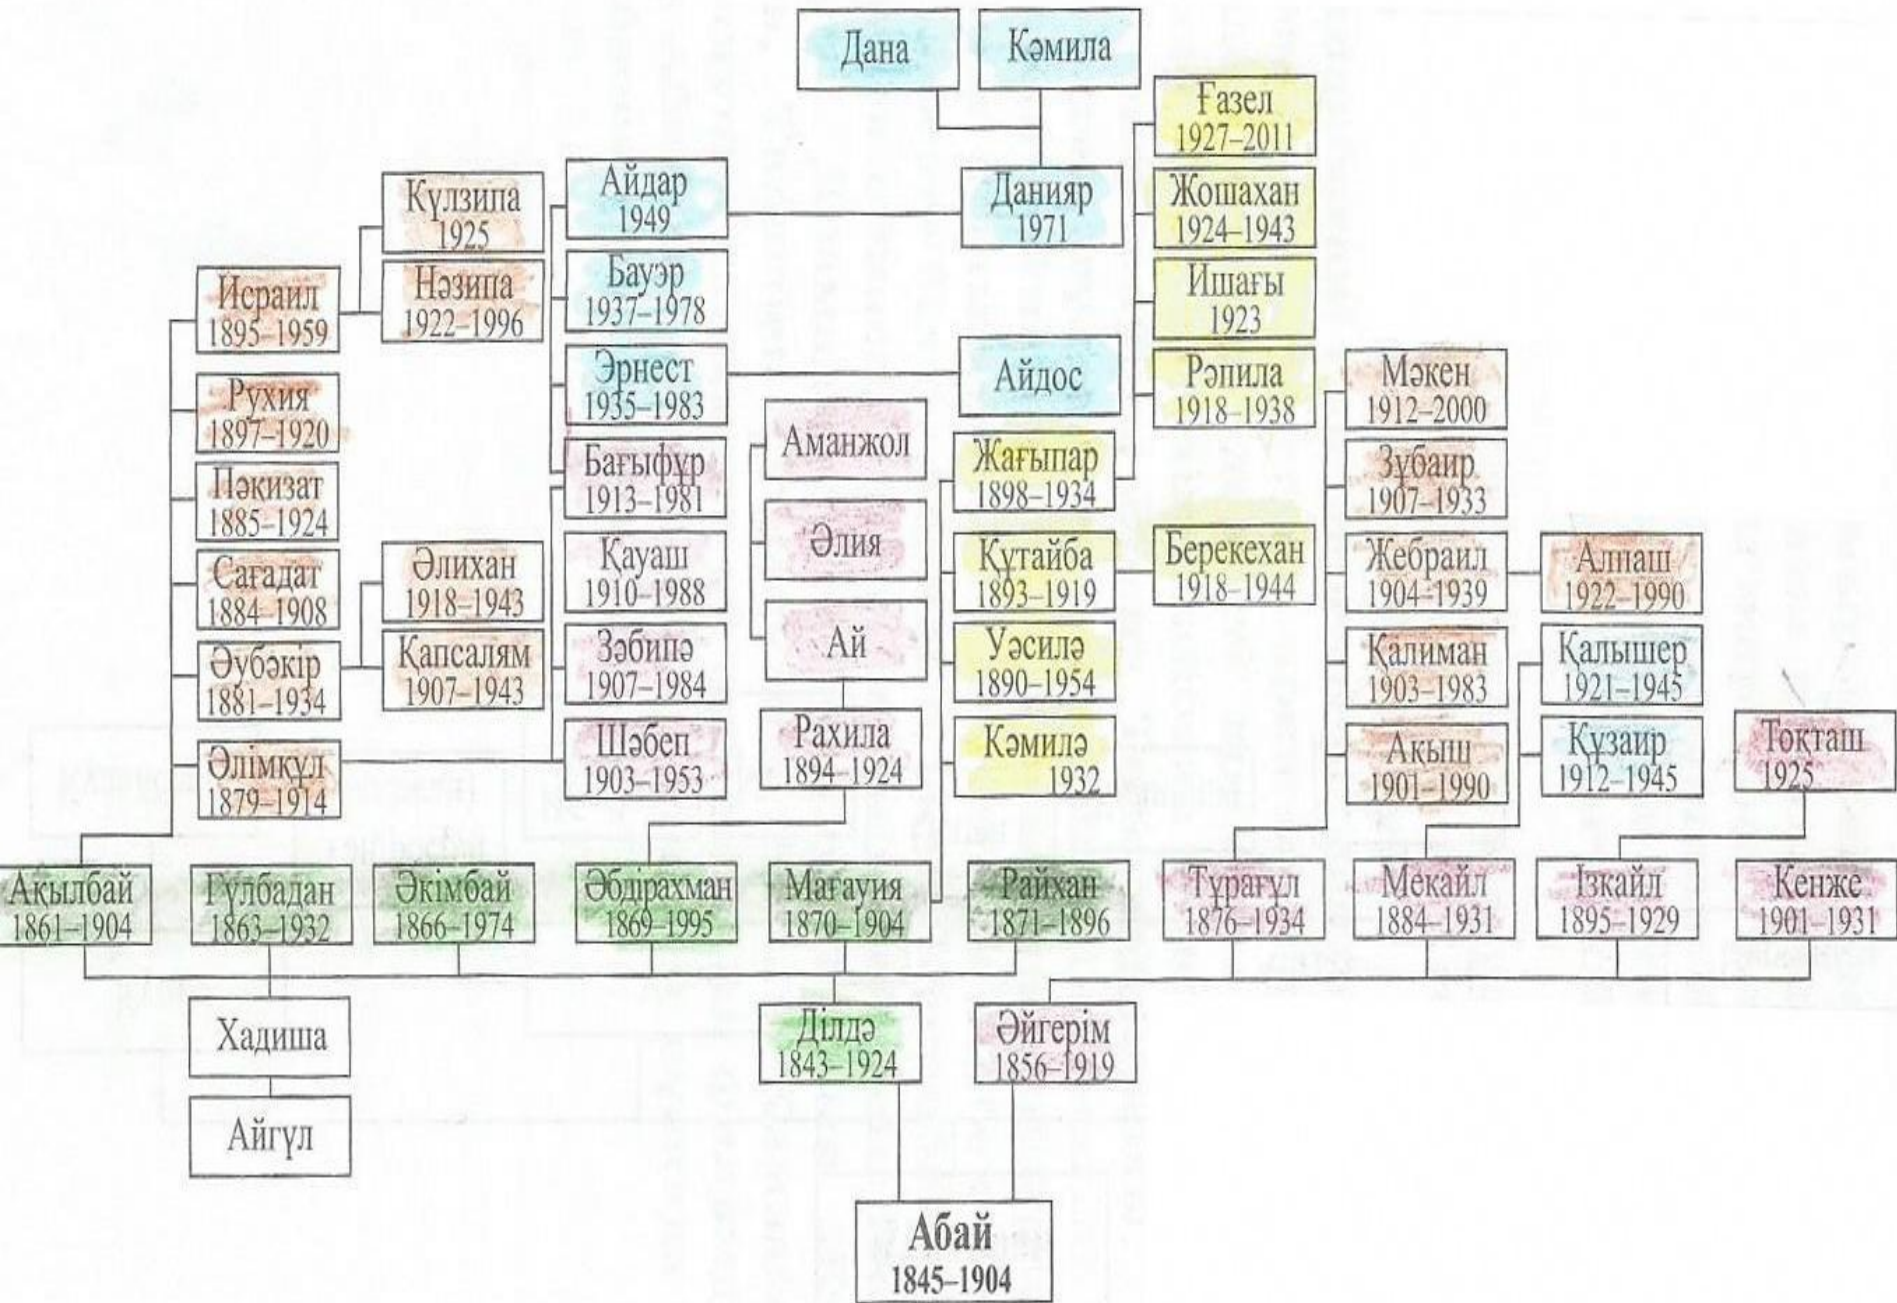 Дана
Кәмила
Ғазел
1927–2011
Күлзипа
1925
Айдар
1949
Данияр
1971
Жошахан
1924–1943
Исраил
1895–1959
Нәзипа
1922–1996
Бауэр
1937–1978
Ишағы
1923
Рухия
1897–1920
Эрнест
1935–1983
Айдос
Рәпила
1918–1938
Мәкен
1912–2000
Пәкизат
1885–1924
Бағыфұр
1913–1981
Аманжол
Жағыпар
1898–1934
Зұбаир
1907–1933
Сағадат
1884–1908
Әлихан
1918–1943
Қауаш
1910–1988
Әлия
Құтайба
1893–1919
Берекехан
1918–1944
Жебраил
1904–1939
Алпаш
1922–1990
Әубәкір
1881–1934
Қапсалям
1907–1943
Зәбипә
1907–1984
Ай
Уәсилә
1890–1954
Қалиман
1903–1983
Қалышер
1921–1945
Әлімқұл
1879–1914
Шәбеп
1903–1953
Рахила
1894–1924
Кәмилә
1932
Ақыш
1901–1990
Құзаир
1912–1945
Тоқташ
1925
Ақылбай
1861–1904
Гүлбадан
1863–1932
Әкімбай
1866–1974
Әбдірахман
1869–1995
Мағауия
1870–1904
Райхан
1871–1896
Тұрағұл
1876–1934
Мекайл
1884–1931
Ізкайл
1895–1929
Кенже
1901–1931
Хадиша
Ділдә
1843–1924
Әйгерім
1856–1919
Айгүл
Абай
1845–1904